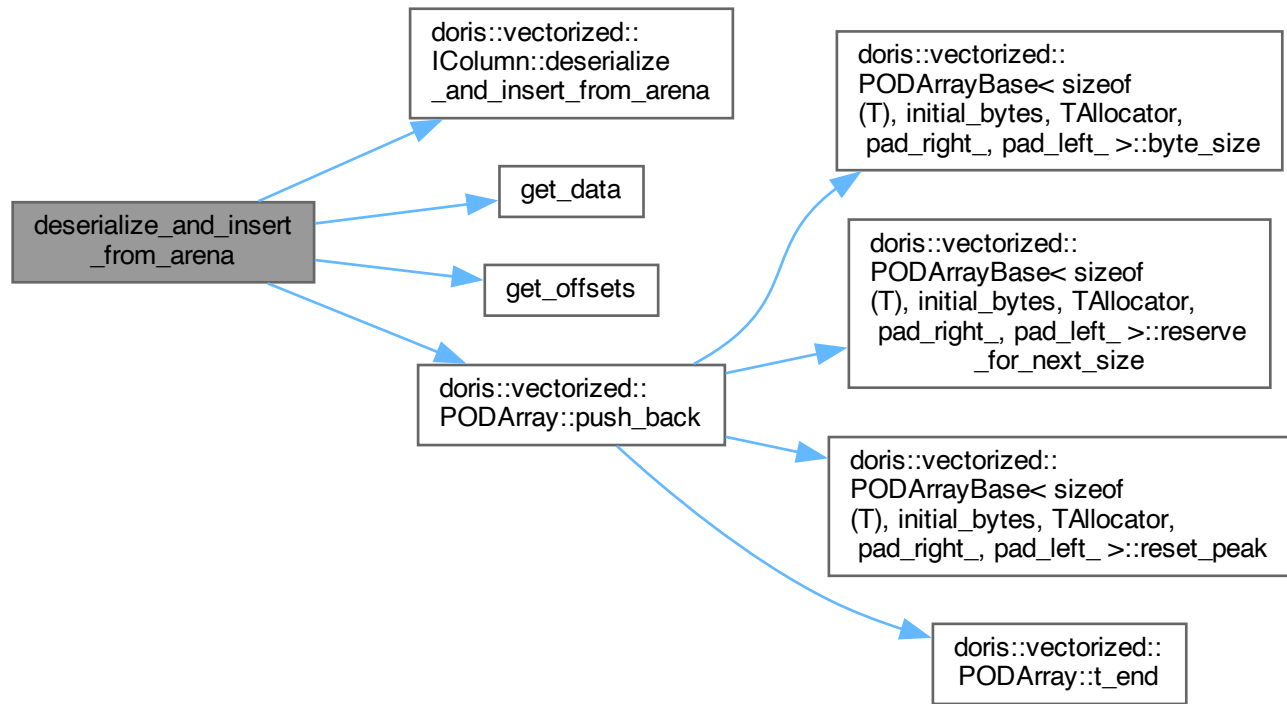 doris::vectorized::
IColumn::deserialize
_and_insert_from_arena
deserialize_and_insert
_from_arena
get_data
get_offsets
doris::vectorized::
PODArray::push_back
doris::vectorized::
PODArrayBase< sizeof
(T), initial_bytes, TAllocator,
pad_right_, pad_left_ >::byte_size
doris::vectorized::
PODArrayBase< sizeof
(T), initial_bytes, TAllocator,
pad_right_, pad_left_ >::reserve
_for_next_size
doris::vectorized::
PODArrayBase< sizeof
(T), initial_bytes, TAllocator,
pad_right_, pad_left_ >::reset_peak
doris::vectorized::
PODArray::t_end